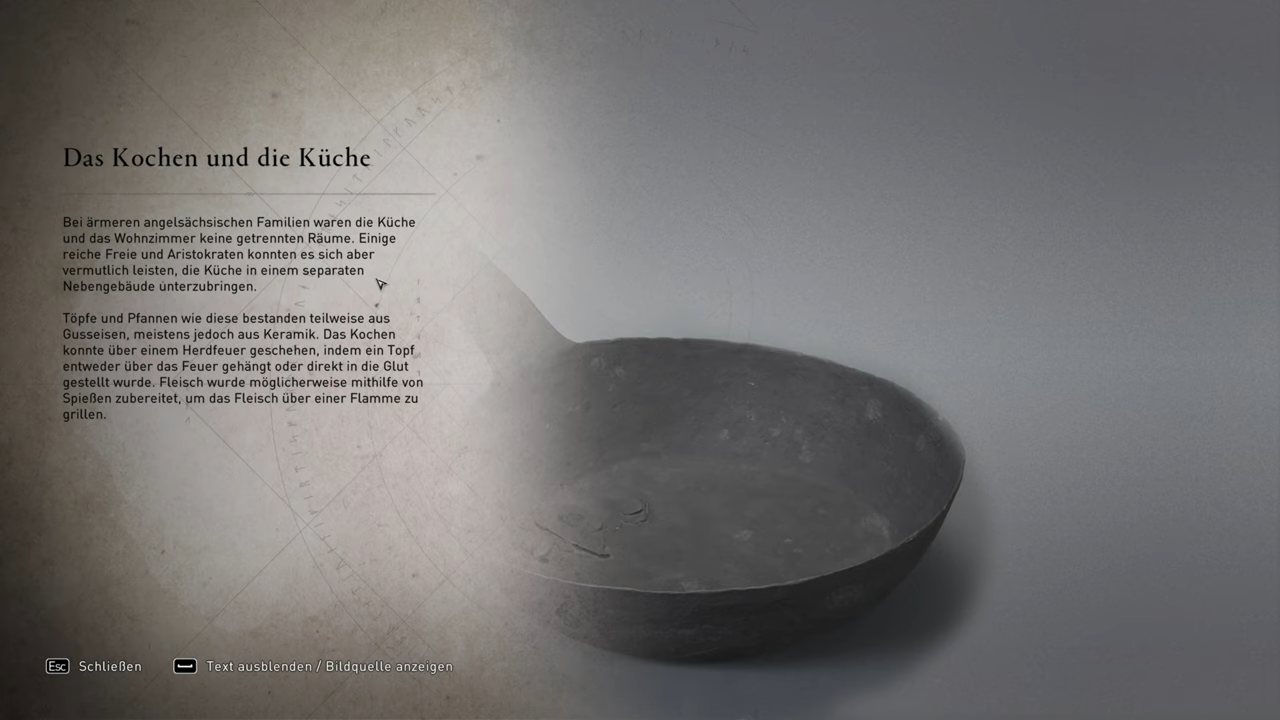 Das Kochen und die Küche
Bei ärmeren angelsächsischen Familien waren die Küche
und das Wohnzimmer keine getrennten Räume. Einige
reiche Freie und Aristokraten konnten es sich aber
vermutlich leisten, die Küche in einem separaten
Nebengebäude unterzubringen.
Töpfe und Pfannen wie diese bestanden teilweise aus
Gusseisen, meistens jedoch aus Keramik. Das Kochen
konnte über einem Herdfeuer geschehen, indem ein Topf
entweder über das Feuer gehängt oder direkt in die Glut
gestellt wurde. Fleisch wurde möglicherweise mithilfe von
Spießen zubereitet, um das Fleisch über einer Flamme zu
grillen.
Esc Schließen Text ausblenden / Bildquelle anzeigen